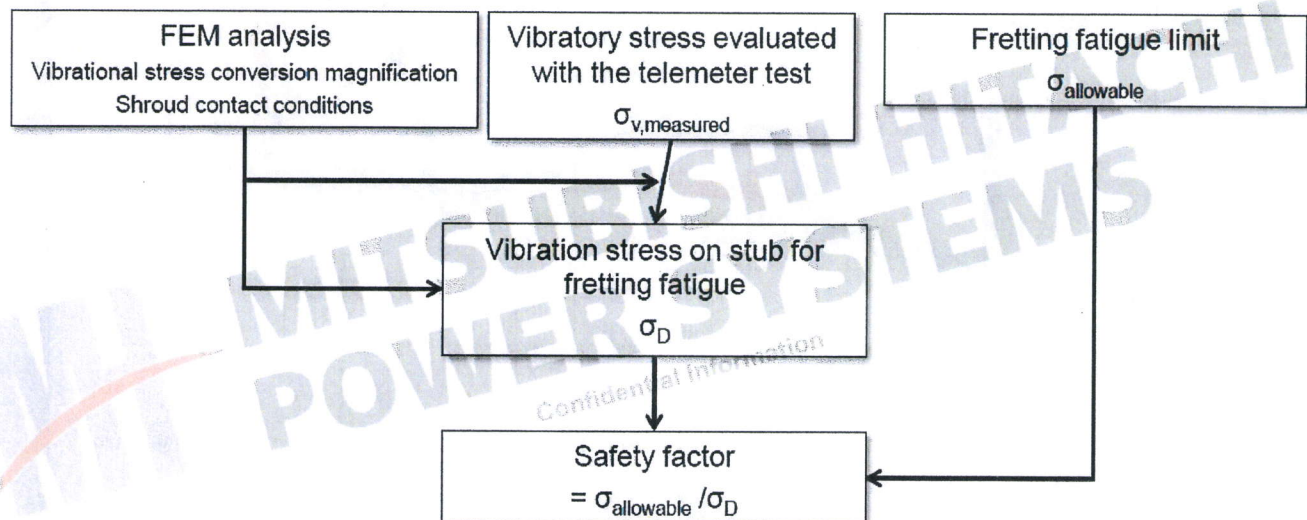 FEM analysis
Vibrational stress conversion magnification
Shroud contact conditions
Vibratory stress evaluated
with the telemeter test
σv,measured
Fretting fatigue limit
σallowable
Vibration stress on stub for
fretting fatigue
σD
Safety factor
= σallowable /σD
MITSUBISHI HITACHI
POWER SYSTEMS
Confidential Information